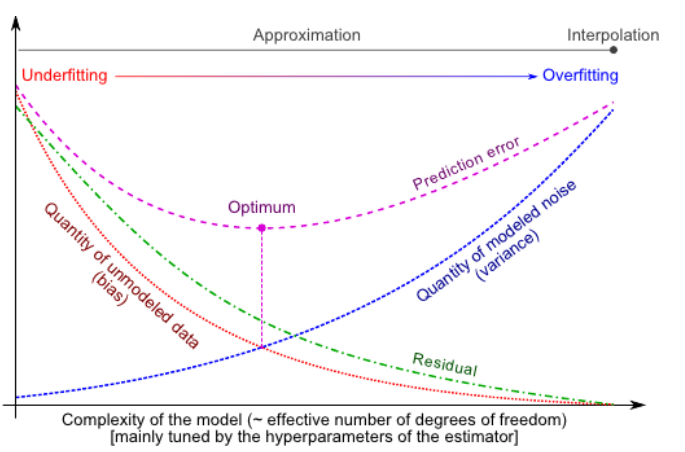 Approximation
Interpolation
Underfitting
Overfitting
Prediction error
Optimum
Quantity of unmodeled data
(bias)
Quantity of modeled noise
(variance)
Residual
Complexity of the model (~ effective number of degrees of freedom)
[mainly tuned by the hyperparameters of the estimator]